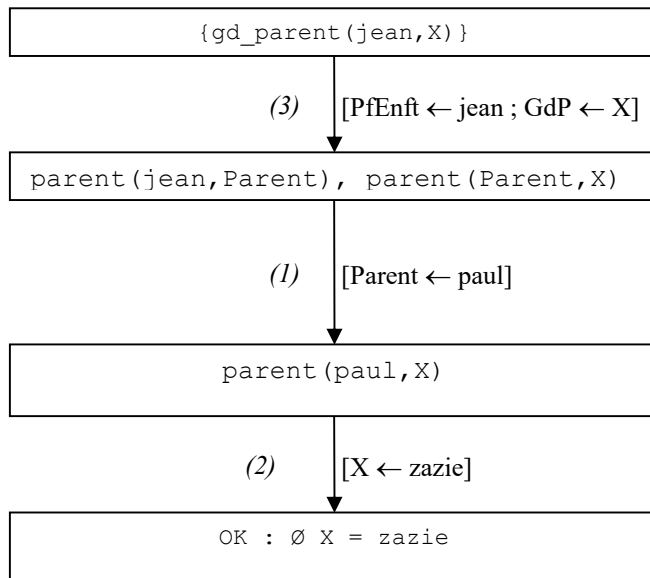 {gd_parent(jean,X)}
(3) [PfEnft ← jean ; GdP ← X]
parent(jean,Parent), parent(Parent,X)
(1) [Parent ← paul]
parent(paul,X)
(2) [X ← zazie]
OK : Ø X = zazie